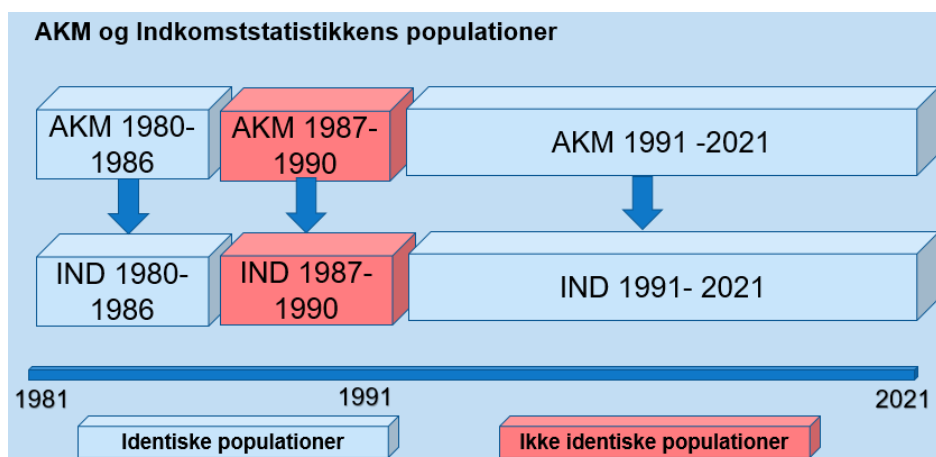 AKM og Indkomststatistikkens populationer
AKM 1980-
1986
AKM 1987-
1990
AKM 1991 -2021
IND 1980-
1986
IND 1987-
1990
IND 1991- 2021
1981
1991
2021
Identiske populationer
Ikke identiske populationer